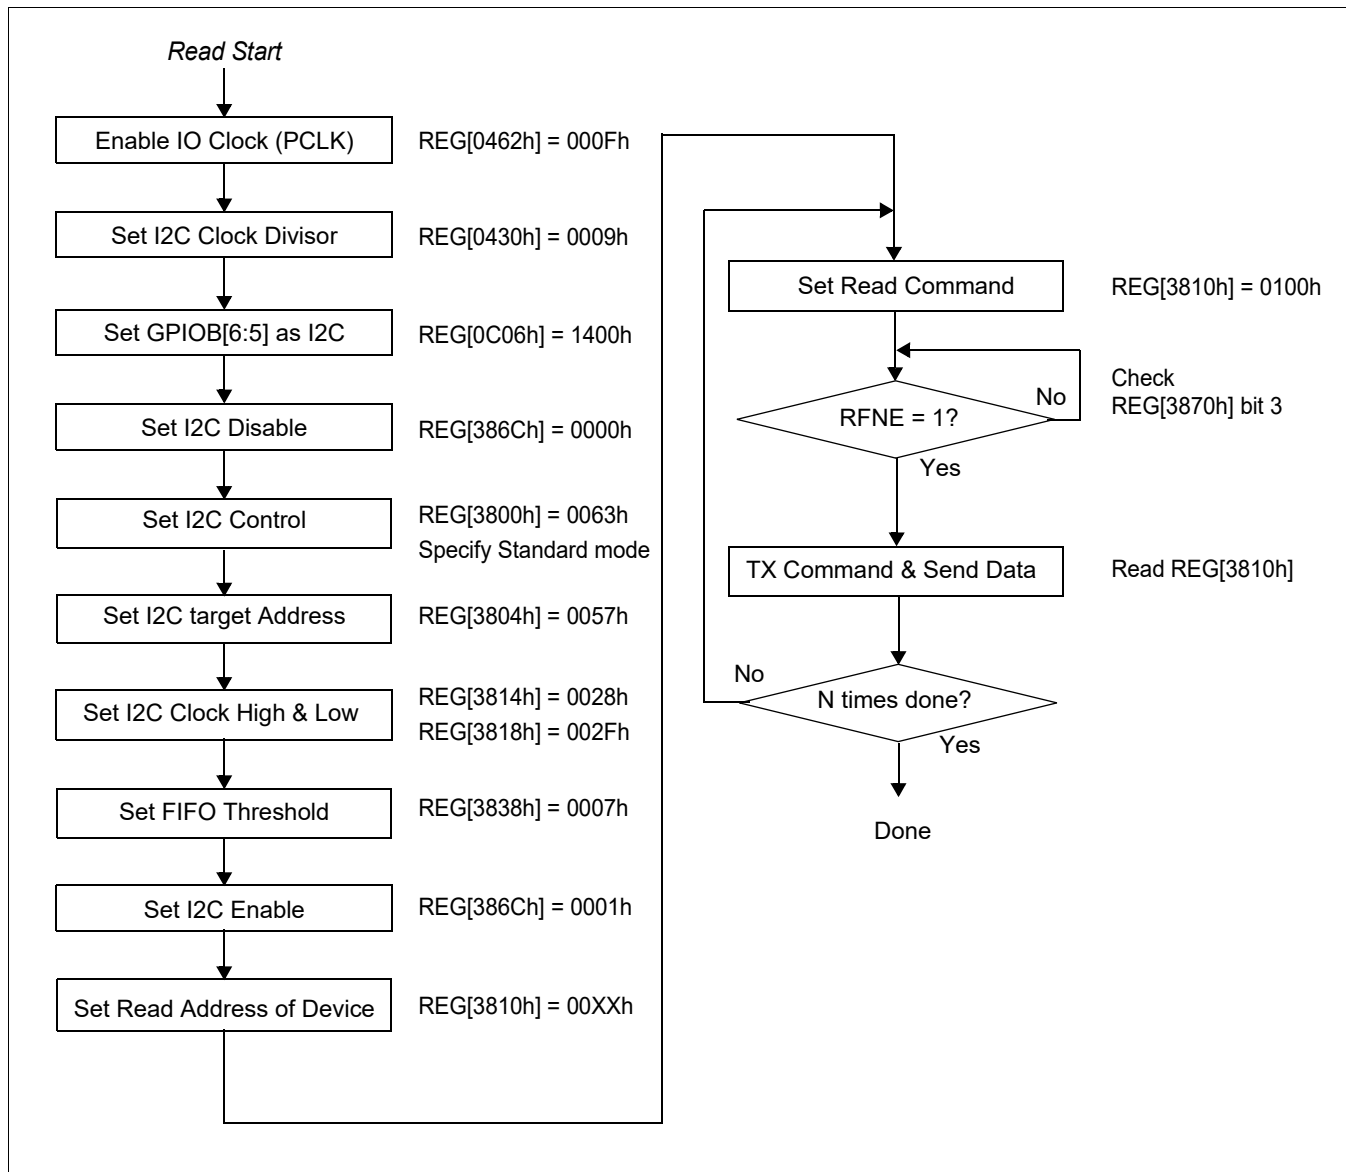 Read Start
Enable IO Clock (PCLK)
REG[0462h] = 000Fh
Set I2C Clock Divisor
REG[0430h] = 0009h
Set GPIOB[6:5] as I2C
REG[0C06h] = 1400h
Set I2C Disable
REG[386Ch] = 0000h
Set I2C Control
REG[3800h] = 0063h
Specify Standard mode
Set I2C target Address
REG[3804h] = 0057h
Set I2C Clock High & Low
REG[3814h] = 0028h
REG[3818h] = 002Fh
Set FIFO Threshold
REG[3838h] = 0007h
Set I2C Enable
REG[386Ch] = 0001h
Set Read Address of Device
REG[3810h] = 00XXh
Set Read Command
REG[3810h] = 0100h
RFNE = 1?
No
Check
REG[3870h] bit 3
Yes
TX Command & Send Data
Read REG[3810h]
No
N times done?
Yes
Done